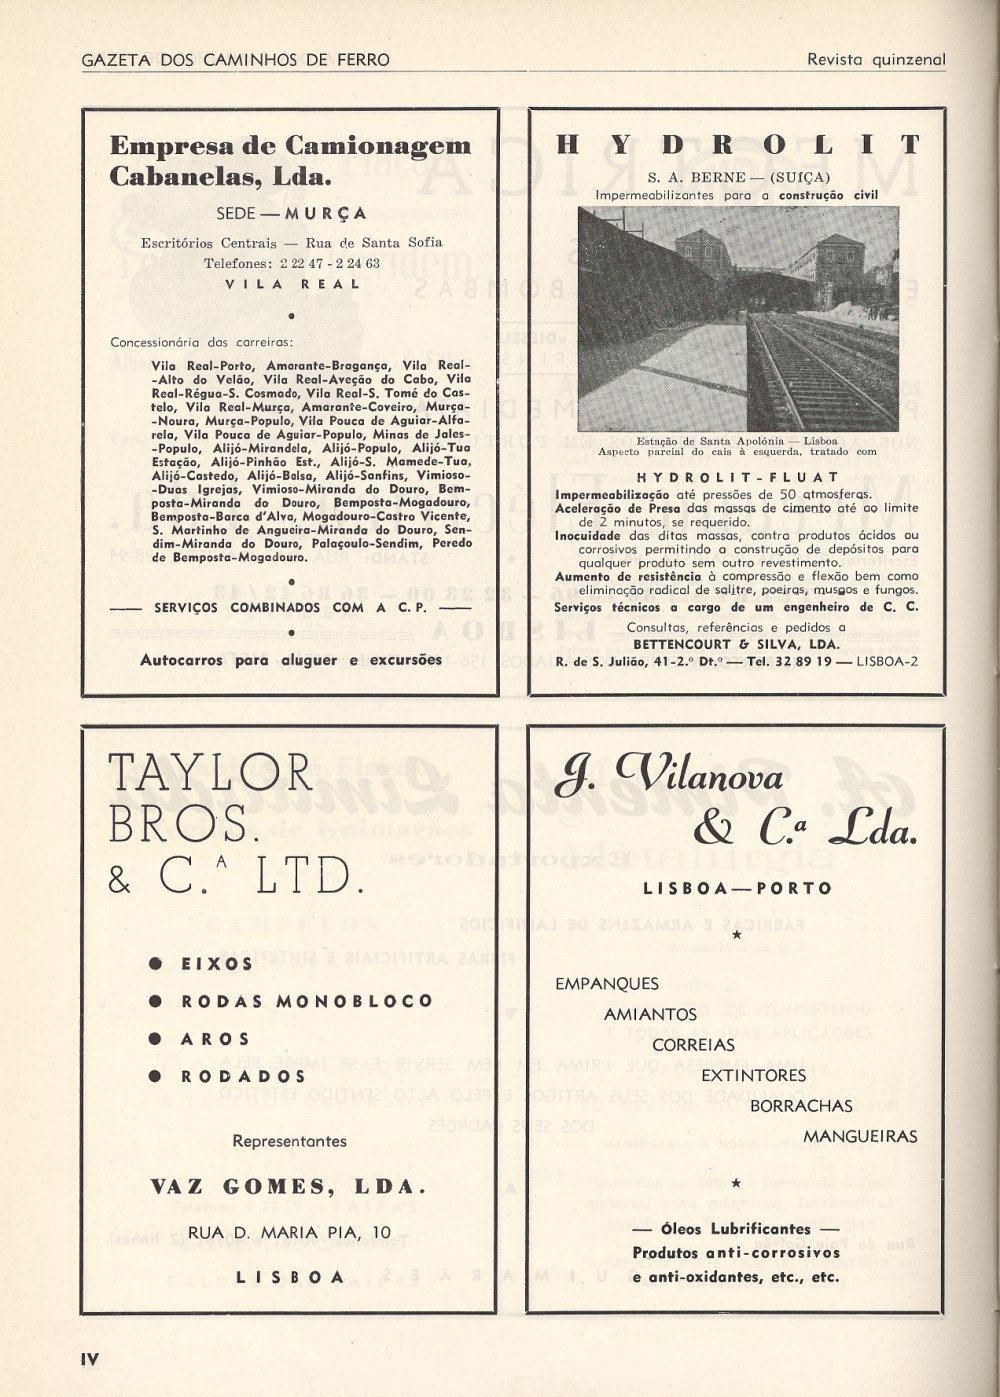 GAZETA DOS CAMINHOS DE FERRO
Revista quinzenal
Empresa de Camionagem
Cabanelas, Lda.
SEDE — MURÇA
Escritórios Centrais — Rua de Santa Sofia
Telefones: 2 22 47 - 2 24 63
VILA REAL
Concessionária das carreiras:
Vila Real-Porto, Amarante-Bragança, Vila Real-
-Alto do Velão, Vila Real-Aveção do Cabo, Vila
Real-Régua-S. Cosmado, Vila Real-S. Tomé do Cas-
telo, Vila Real-Murça, Amarante-Coveiro, Murça-
-Noura, Murça-Populo, Vila Pouca de Aguiar-Alfa-
rela, Vila Pouca de Aguiar-Populo, Minas de Jales-
-Populo, Alijó-Mirandela, Alijó-Populo, Alijó-Tua
Estação, Alijó-Pinhão Est., Alijó-S. Mamede-Tua,
Alijó-Castedo, Alijó-Balsa, Alijó-Sanfins, Vimioso-
-Duas Igrejas, Vimioso-Miranda do Douro, Bem-
posta-Miranda do Douro, Bemposta-Mogadouro,
Bemposta-Barca d'Alva, Mogadouro-Castro Vicente,
S. Martinho de Angueira-Miranda do Douro, Sen-
dim-Miranda do Douro, Palaçoulo-Sendim, Peredo
de Bemposta-Mogadouro.
— SERVIÇOS COMBINADOS COM A C. P. —
Autocarros para aluguer e excursões
HYDROLIT
S. A. BERNE — (SUÍÇA)
Impermeabilizantes para a construção civil
Estação de Santa Apolónia — Lisboa
Aspecto parcial do cais à esquerda, tratado com
HYDROLIT-FLUAT
Impermeabilização até pressões de 50 atmosferas.
Aceleração de Presa das massas de cimento até ao limite
de 2 minutos, se requerido.
Inocuidade das ditas massas, contra produtos ácidos ou
corrosivos permitindo a construção de depósitos para
qualquer produto sem outro revestimento.
Aumento de resistência à compressão e flexão bem como
eliminação radical de salitre, poeiras, musgos e fungos.
Serviços técnicos a cargo de um engenheiro de C. C.
Consultas, referências e pedidos a
BETTENCOURT & SILVA, LDA.
R. de S. Julião, 41-2.º Dt.º — Tel. 32 89 19 — LISBOA-2
TAYLOR
BROS.
& C.ª LTD.
● EIXOS
● RODAS MONOBLOCO
● AROS
● RODADOS
Representantes
VAZ GOMES, LDA.
RUA D. MARIA PIA, 10
LISBOA
J. Vilanova
& C.ª Lda.
LISBOA — PORTO
★
EMPANQUES
AMIANTOS
CORREIAS
EXTINTORES
BORRACHAS
MANGUEIRAS
★
— Óleos Lubrificantes —
Produtos anti-corrosivos
e anti-oxidantes, etc., etc.
IV